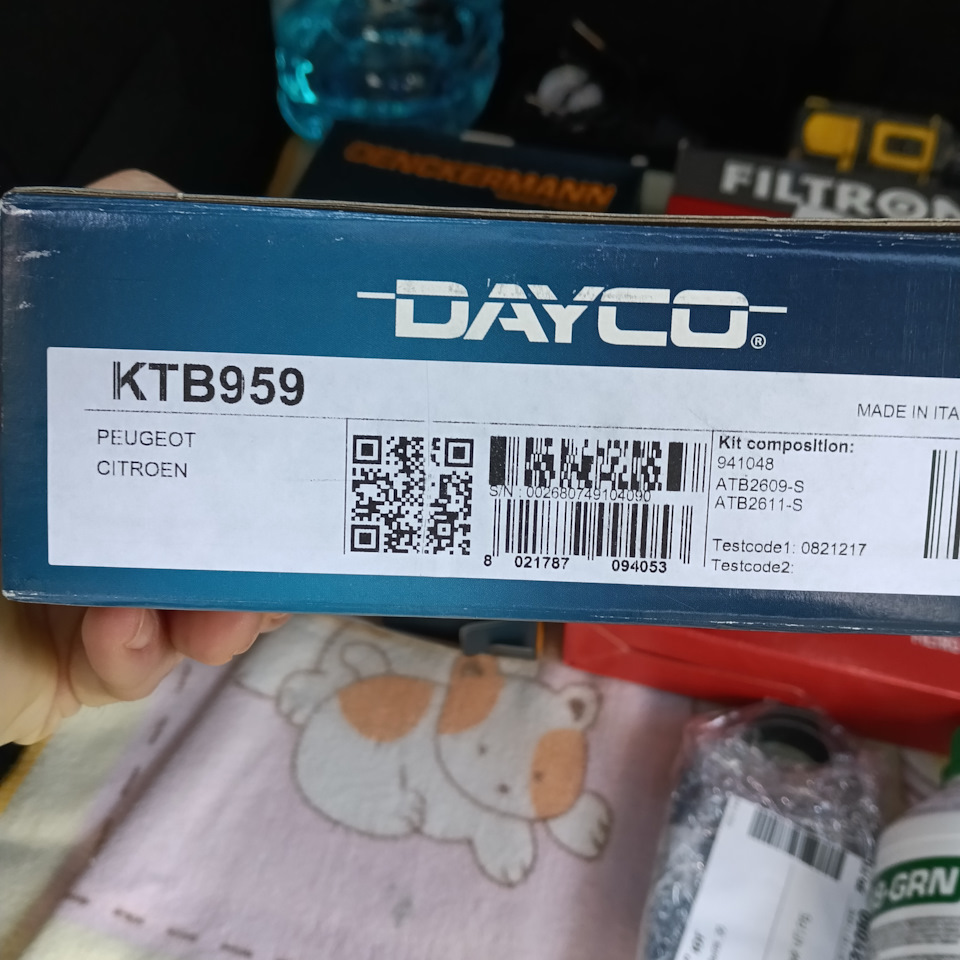 DENCKERMANN
FILTRON
DAYCO®
KTB959
MADE IN ITA
PEUGEOT
CITROEN
S/N : 002680749104090
8 021787 094053
Kit composition:
941048
ATB2609-S
ATB2611-S
Testcode1: 0821217
Testcode2:
-GRN